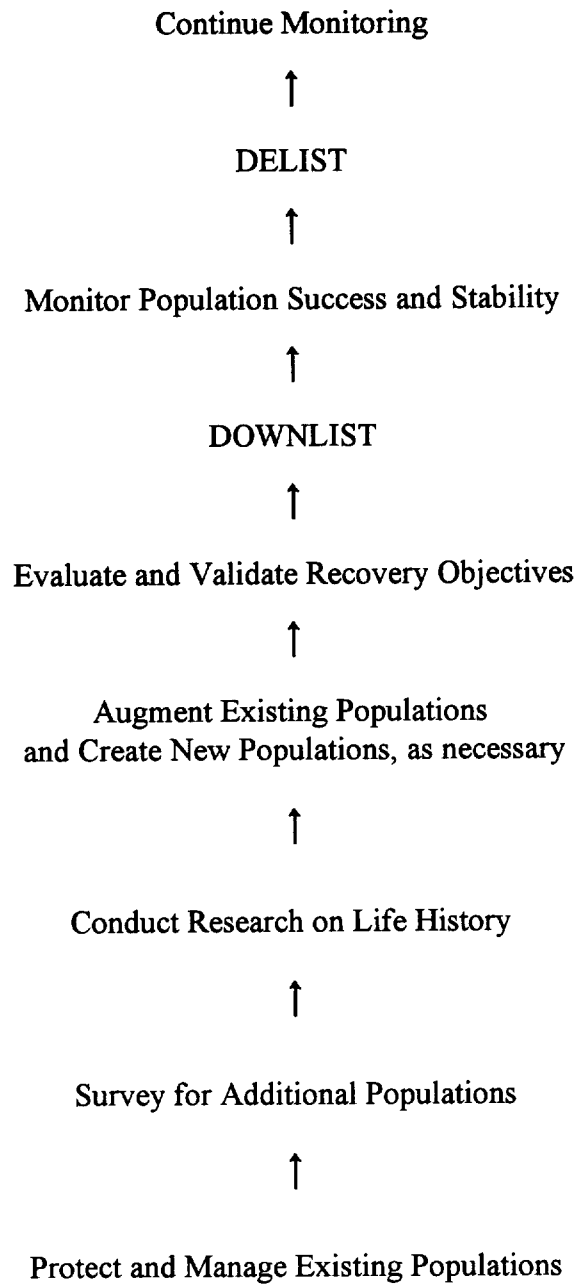 Continue Monitoring
↑
DELIST
↑
Monitor Population Success and Stability
↑
DOWNLIST
↑
Evaluate and Validate Recovery Objectives
↑
Augment Existing Populations
and Create New Populations, as necessary
↑
Conduct Research on Life History
↑
Survey for Additional Populations
↑
Protect and Manage Existing Populations